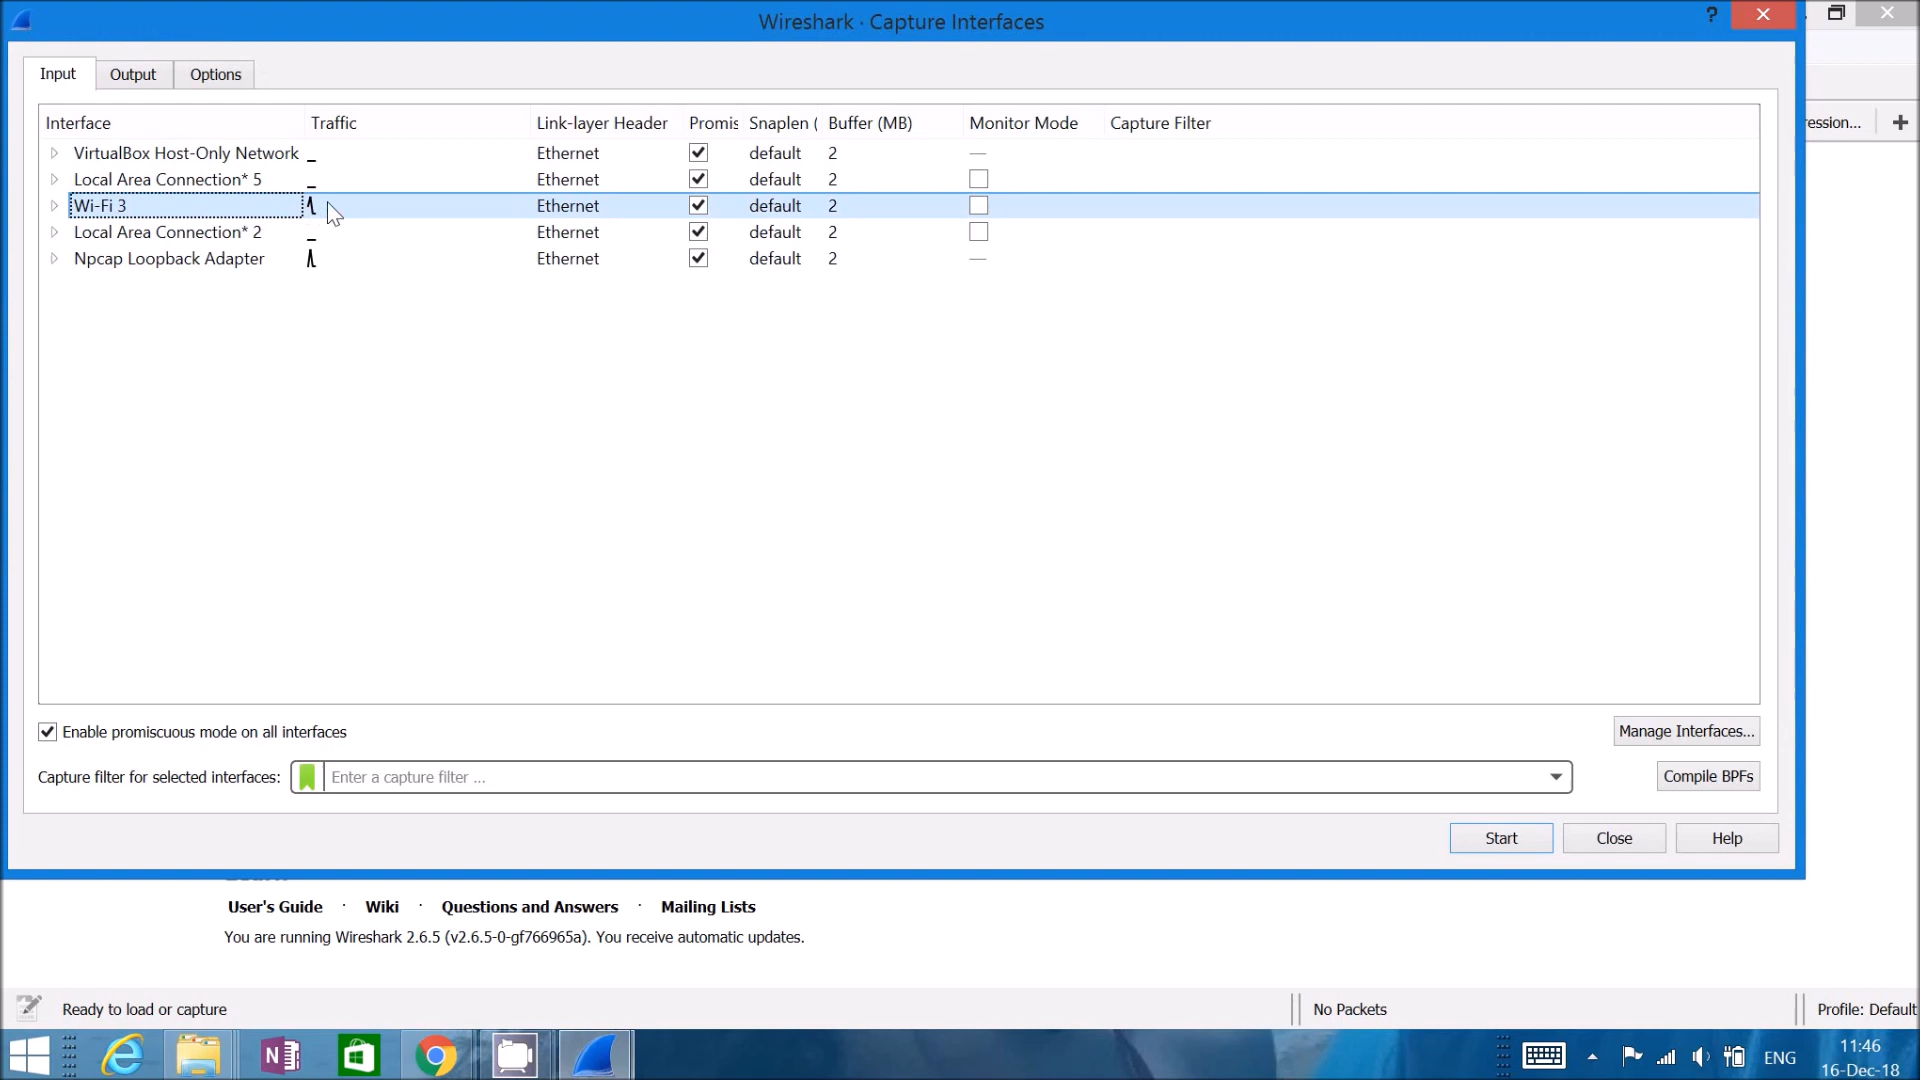 Wireshark · Capture Interfaces
?
Input Output Options
Interface Traffic Link-layer Header Promis Snaplen ( Buffer (MB) Monitor Mode Capture Filter
ression...
VirtualBox Host-Only Network Ethernet default 2 —
Local Area Connection* 5 Ethernet default 2
Wi-Fi 3 Ethernet default 2
Local Area Connection* 2 Ethernet default 2
Npcap Loopback Adapter Ethernet default 2 —
Enable promiscuous mode on all interfaces
Manage Interfaces...
Capture filter for selected interfaces: Enter a capture filter ...
Compile BPFs
Start Close Help
User's Guide · Wiki · Questions and Answers · Mailing Lists
You are running Wireshark 2.6.5 (v2.6.5-0-gf766965a). You receive automatic updates.
Ready to load or capture No Packets Profile: Default
N
ENG
11:46
16-Dec-18